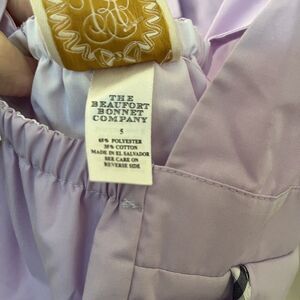 THE
BEAUFORT
BONNET
COMPANY
5
65% POLYESTER
35% COTTON
MADE IN EL SALVADOR
SEE CARE ON
REVERSE SIDE